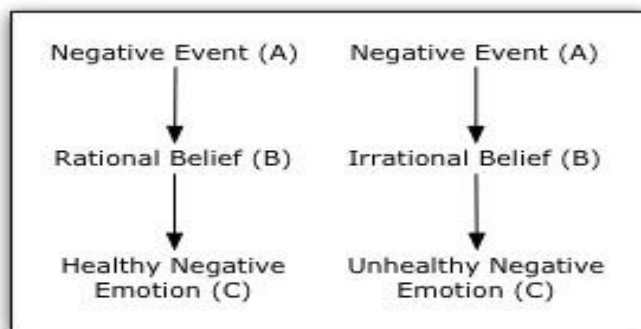 Negative Event (A)
Rational Belief (B)
Healthy Negative
Emotion (C)
Negative Event (A)
Irrational Belief (B)
Unhealthy Negative
Emotion (C)